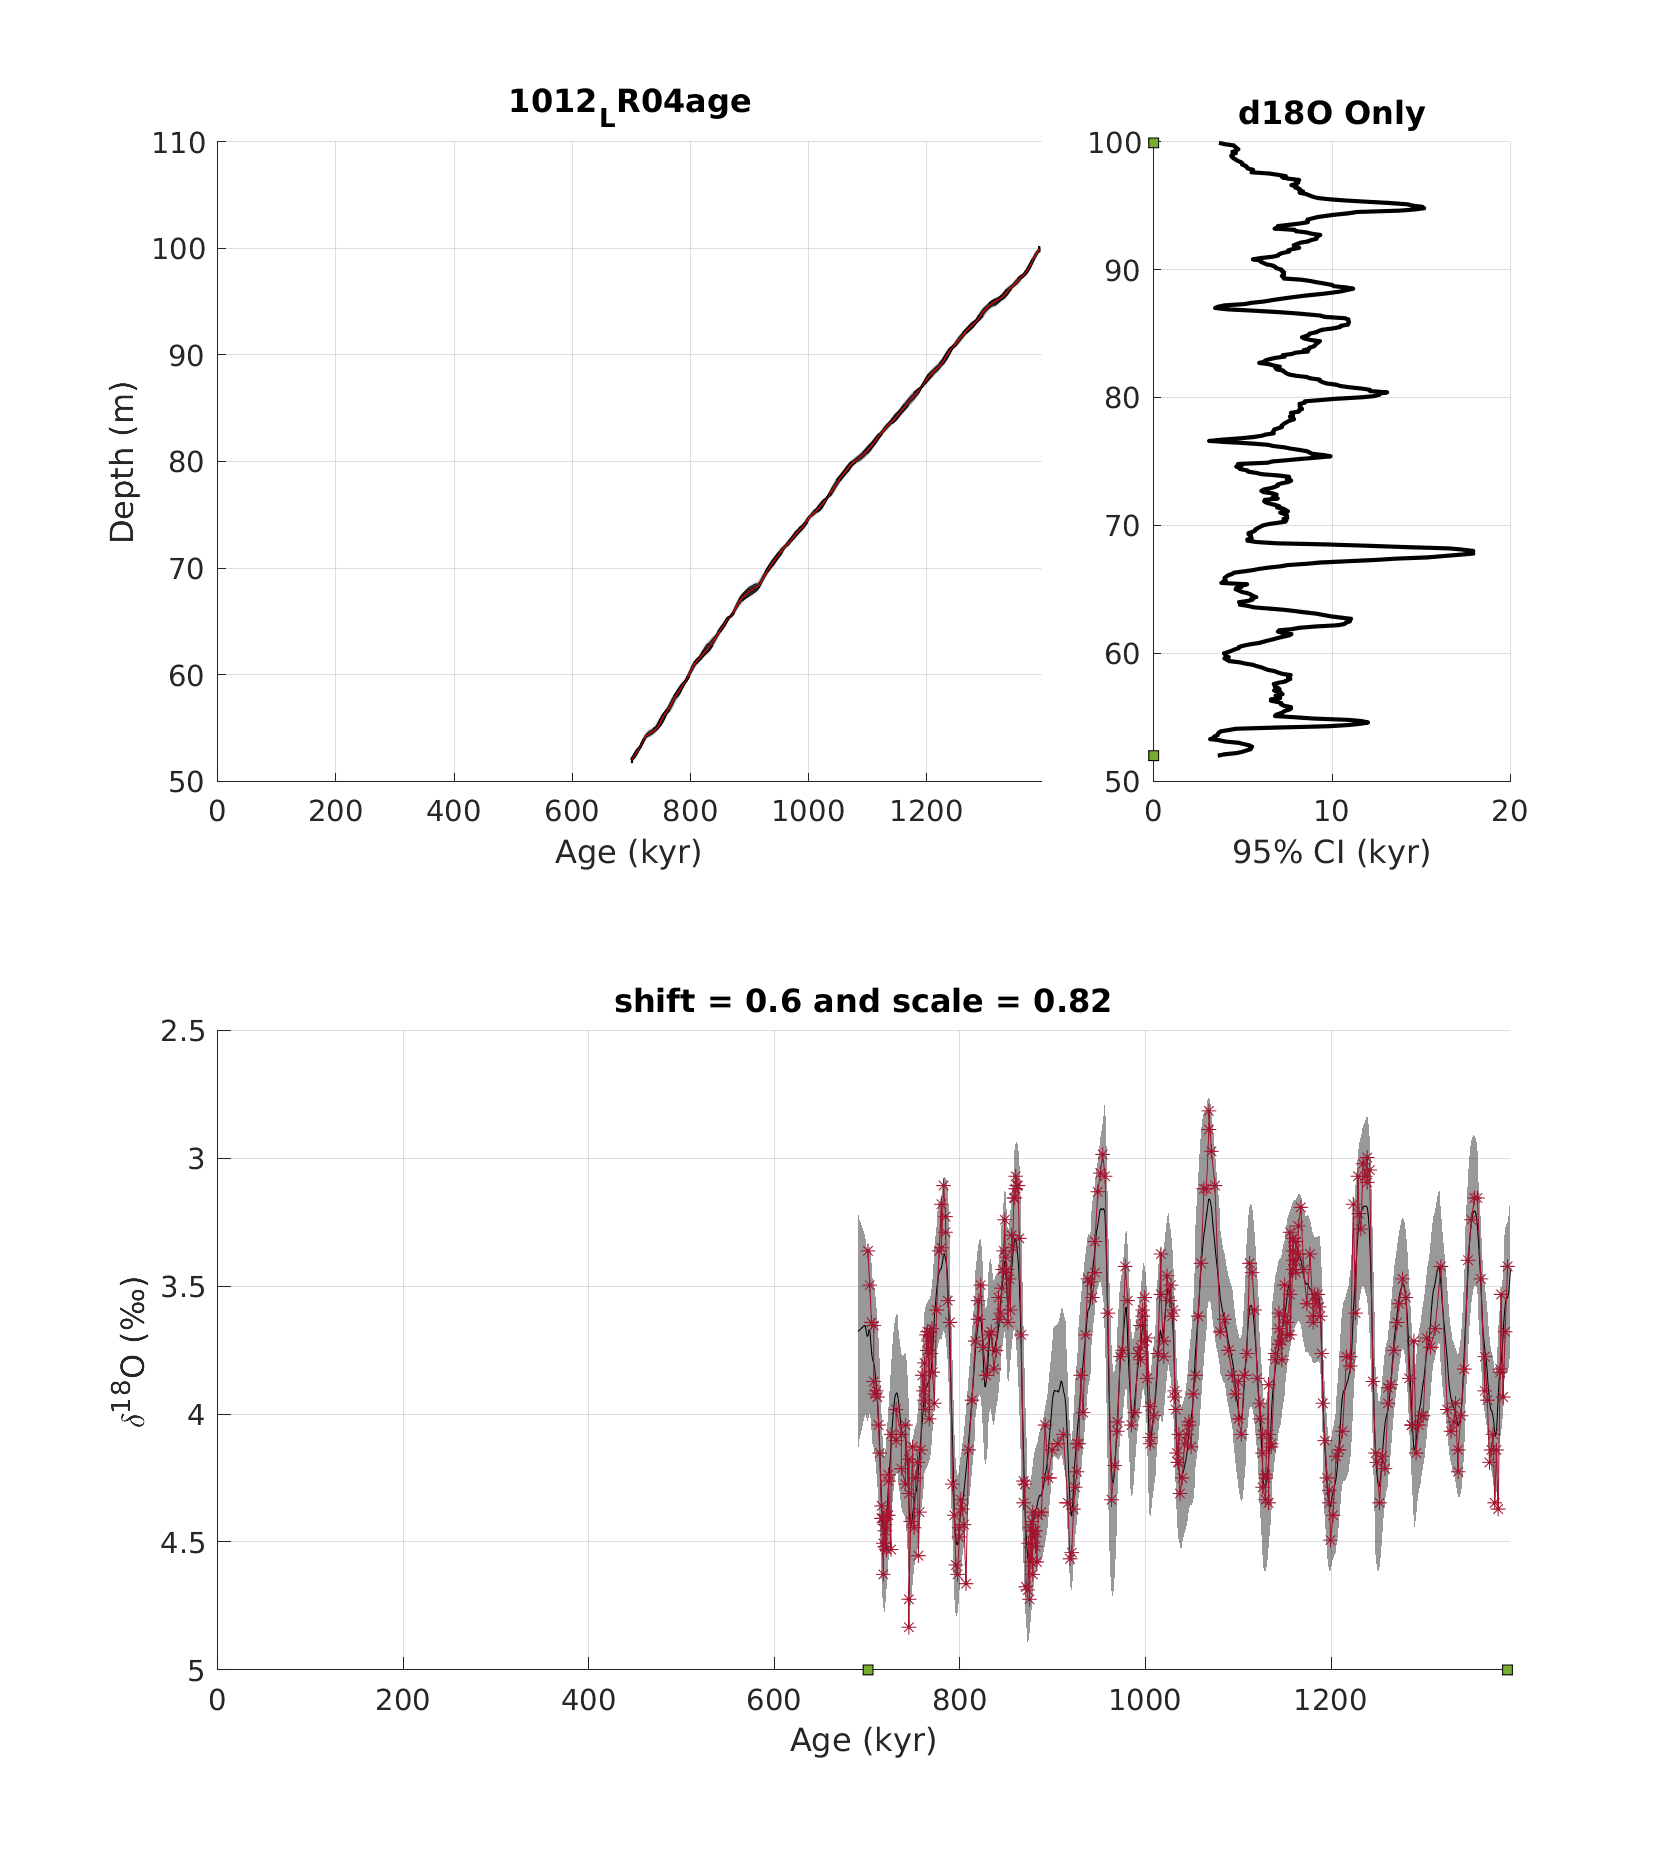 1012_LR04age
110
100
90
80
70
60
50
0 200 400 600 800 1000 1200
Depth (m)
Age (kyr)
d18O Only
100
90
80
70
60
50
0 10 20
95% CI (kyr)
shift = 0.6 and scale = 0.82
2.5
3
3.5
4
4.5
5
0 200 400 600 800 1000 1200
δ18O (‰)
Age (kyr)